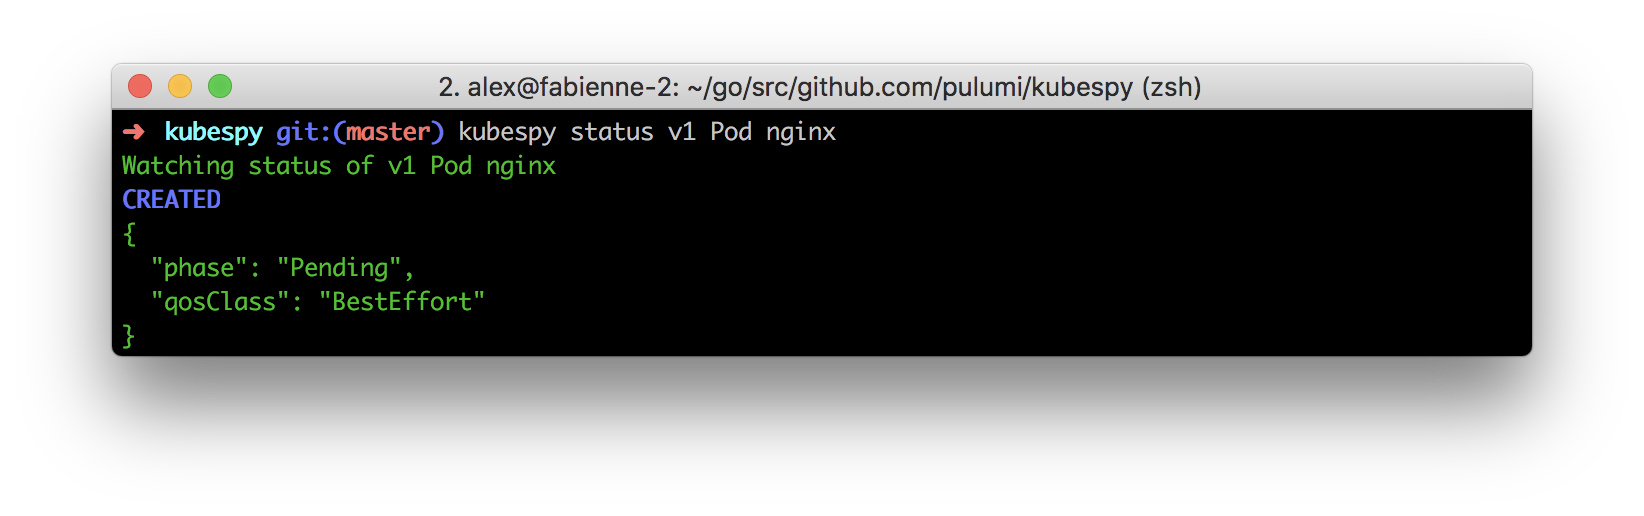 2. alex@fabienne-2: ~/go/src/github.com/pulumi/kubespy (zsh)
➜  kubespy git:(master) kubespy status v1 Pod nginx
Watching status of v1 Pod nginx
CREATED
{
  "phase": "Pending",
  "qosClass": "BestEffort"
}